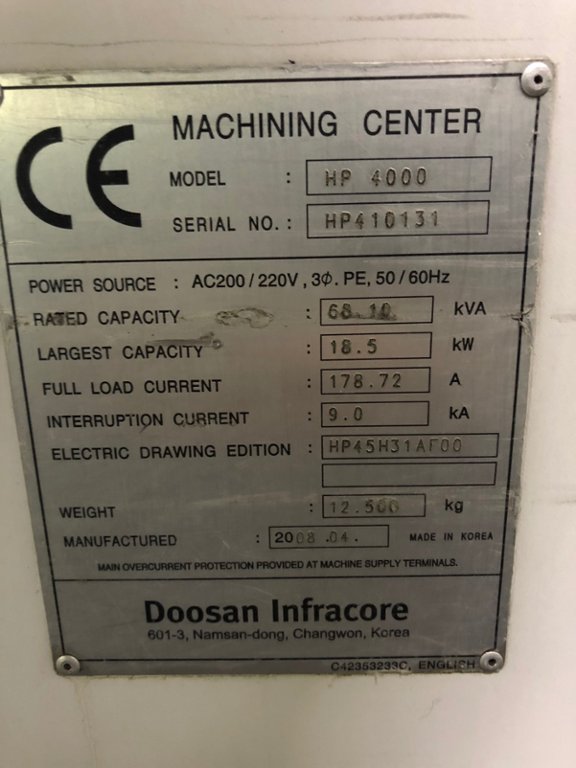 CE MACHINING CENTER
MODEL : HP 4000
SERIAL NO. : HP410131
POWER SOURCE : AC200 / 220V , 3Φ. PE, 50 / 60Hz
RATED CAPACITY : 68.10 kVA
LARGEST CAPACITY : 18.5 kW
FULL LOAD CURRENT : 178.72 A
INTERRUPTION CURRENT : 9.0 kA
ELECTRIC DRAWING EDITION : HP45H31AF00
WEIGHT : 12.500 kg
MANUFACTURED : 2008 .04. MADE IN KOREA
MAIN OVERCURRENT PROTECTION PROVIDED AT MACHINE SUPPLY TERMINALS.
Doosan Infracore
601-3, Namsan-dong, Changwon, Korea
C42353233C, ENGLISH